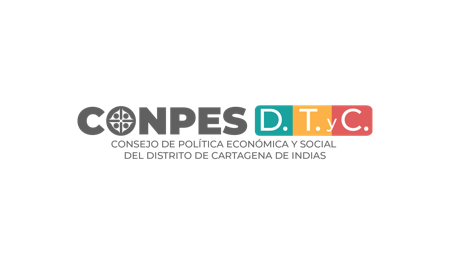 CONPES D. T. y C.
CONSEJO DE POLÍTICA ECONÓMICA Y SOCIAL
DEL DISTRITO DE CARTAGENA DE INDIAS